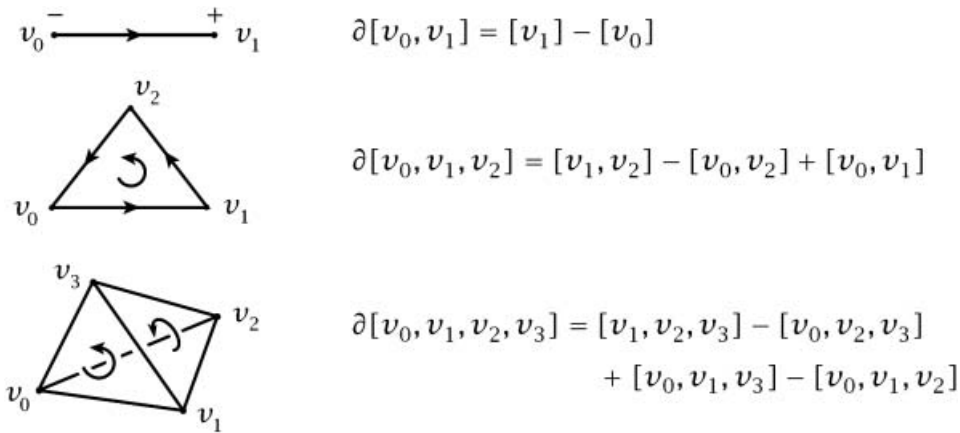 − +
v₀ v₁ ∂[v₀, v₁] = [v₁] − [v₀]
v₂
∂[v₀, v₁, v₂] = [v₁, v₂] − [v₀, v₂] + [v₀, v₁]
v₀ v₁
v₃
v₂ ∂[v₀, v₁, v₂, v₃] = [v₁, v₂, v₃] − [v₀, v₂, v₃]
+ [v₀, v₁, v₃] − [v₀, v₁, v₂]
v₀
v₁